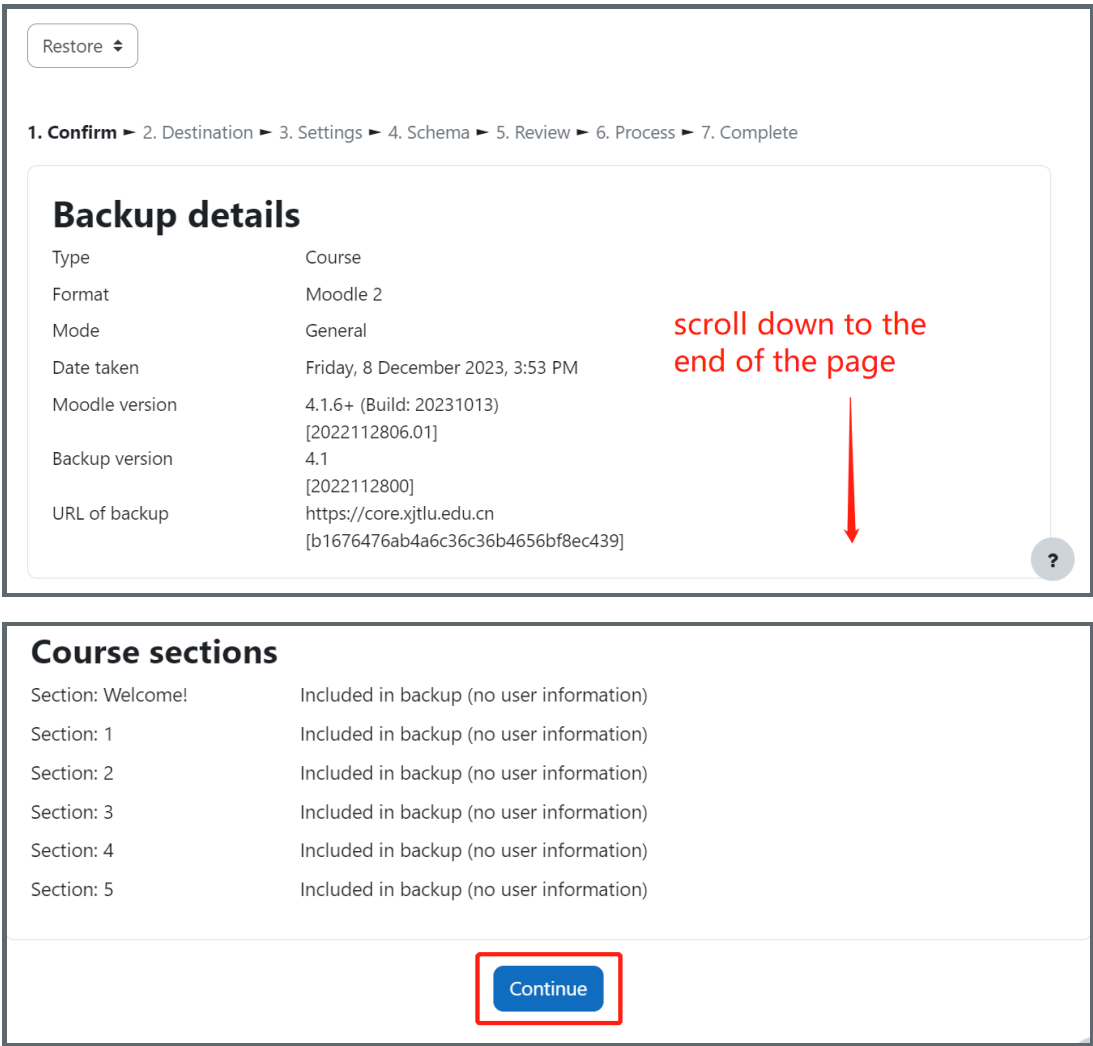 Restore
1. Confirm ► 2. Destination ► 3. Settings ► 4. Schema ► 5. Review ► 6. Process ► 7. Complete
Backup details
Type Course
Format Moodle 2
Mode General
Date taken Friday, 8 December 2023, 3:53 PM
Moodle version 4.1.6+ (Build: 20231013)
[2022112806.01]
Backup version 4.1
[2022112800]
URL of backup https://core.xjtlu.edu.cn
[b1676476ab4a6c36c36b4656bf8ec439]
scroll down to the
end of the page
?
Course sections
Section: Welcome! Included in backup (no user information)
Section: 1 Included in backup (no user information)
Section: 2 Included in backup (no user information)
Section: 3 Included in backup (no user information)
Section: 4 Included in backup (no user information)
Section: 5 Included in backup (no user information)
Continue